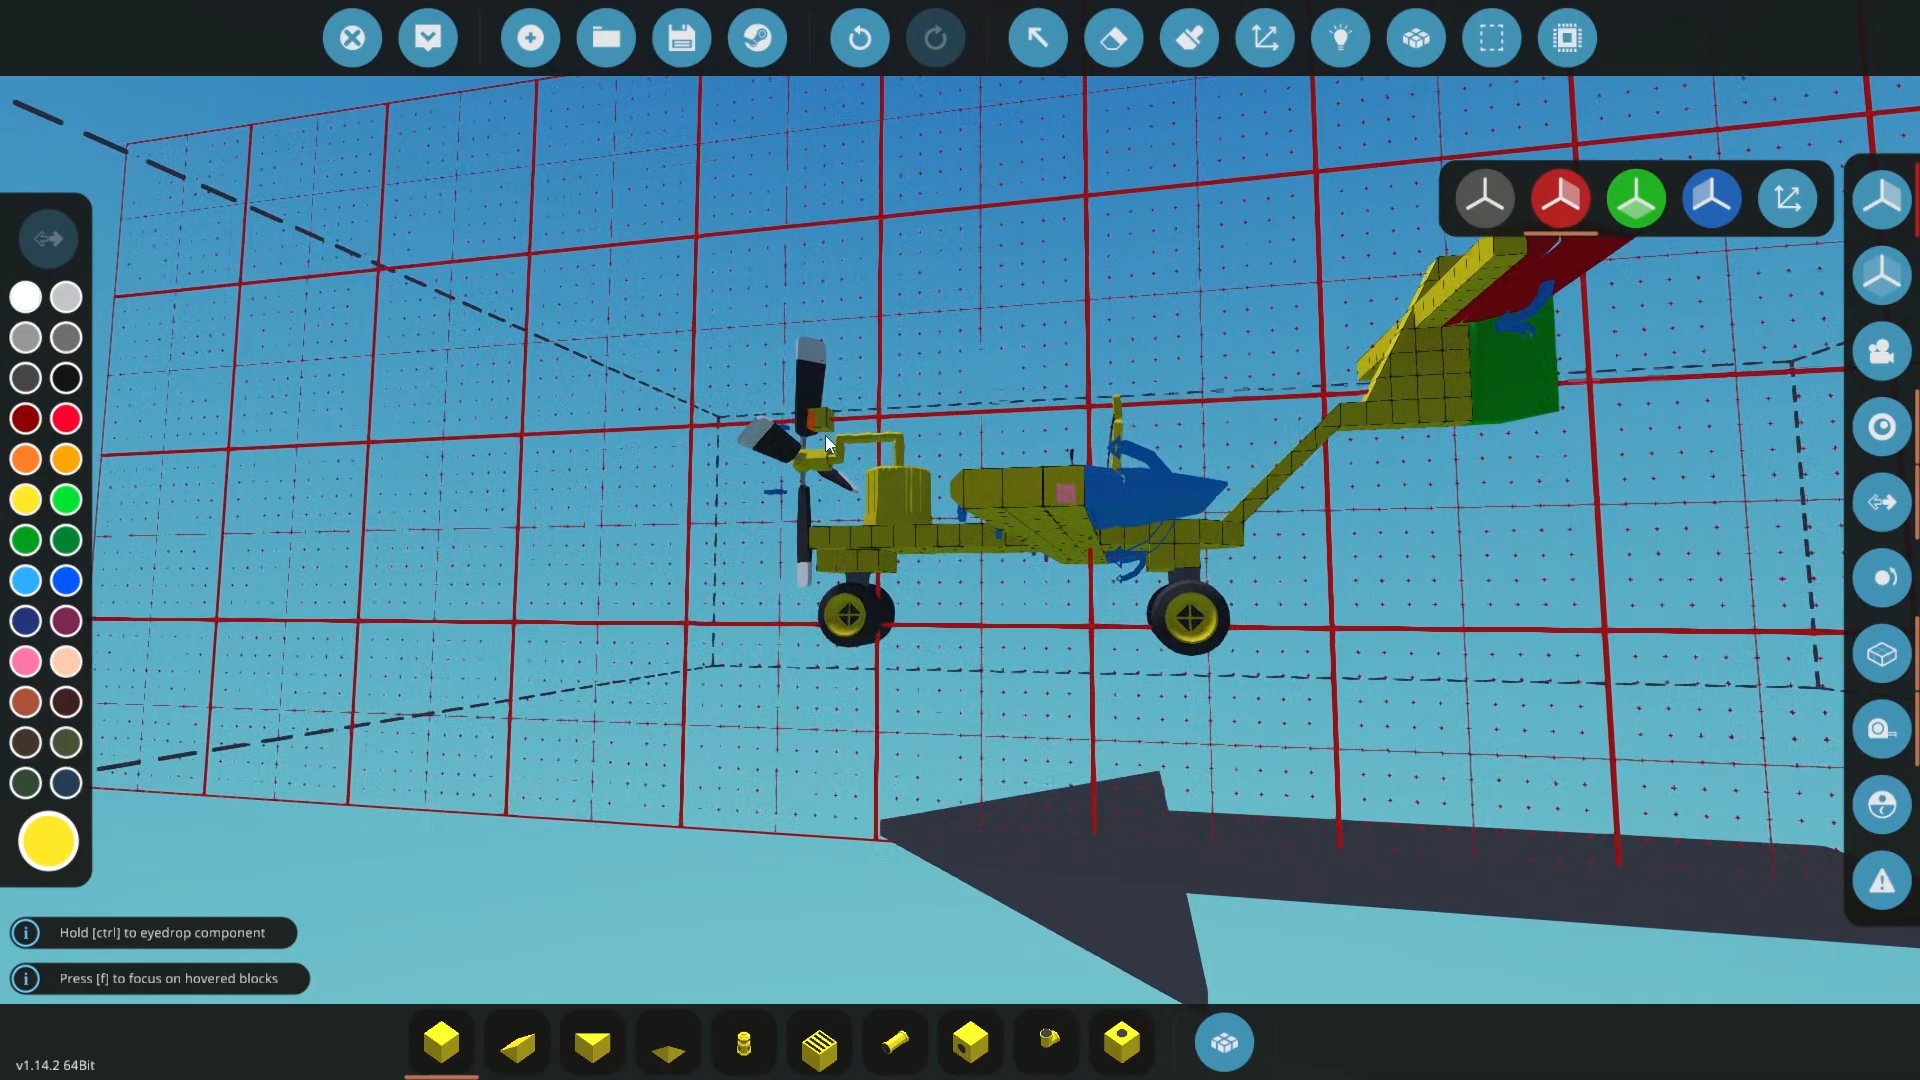 Hold [ctrl] to eyedrop component
Press [f] to focus on hovered blocks
v1.14.2 64Bit